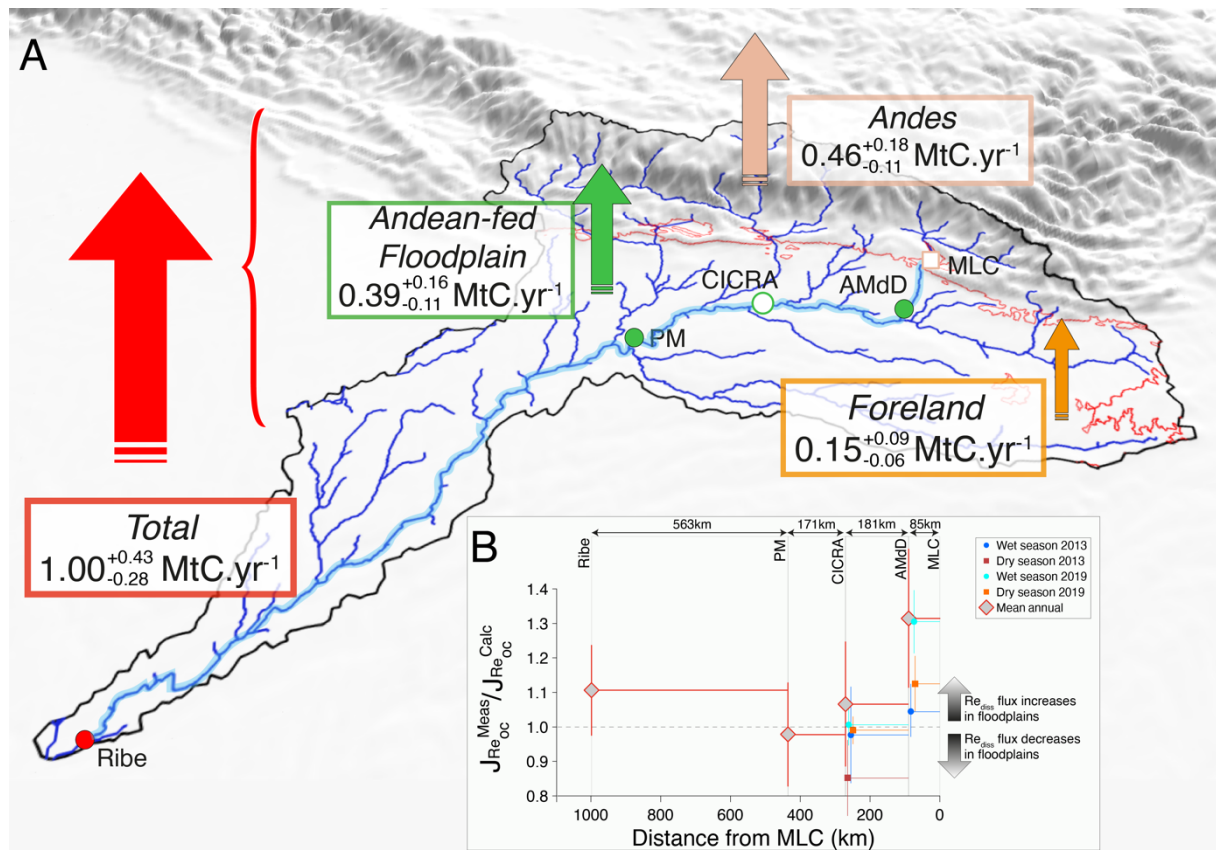 A
Andes
0.46 +0.18 -0.11 MtC.yr-1
Andean-fed
Floodplain
0.39 +0.16 -0.11 MtC.yr-1
MLC
CICRA
AMdD
PM
Foreland
0.15 +0.09 -0.06 MtC.yr-1
Total
1.00 +0.43 -0.28 MtC.yr-1
Ribe
B
563km 171km 181km 85km
Ribe PM CICRA AMdD MLC
Wet season 2013
Dry season 2013
Wet season 2019
Dry season 2019
Mean annual
JReoc Meas/JReoc Calc
1.4
1.3
1.2
1.1
1.0
0.9
0.8
Rediss flux increases
in floodplains
Rediss flux decreases
in floodplains
1000 800 600 400 200 0
Distance from MLC (km)